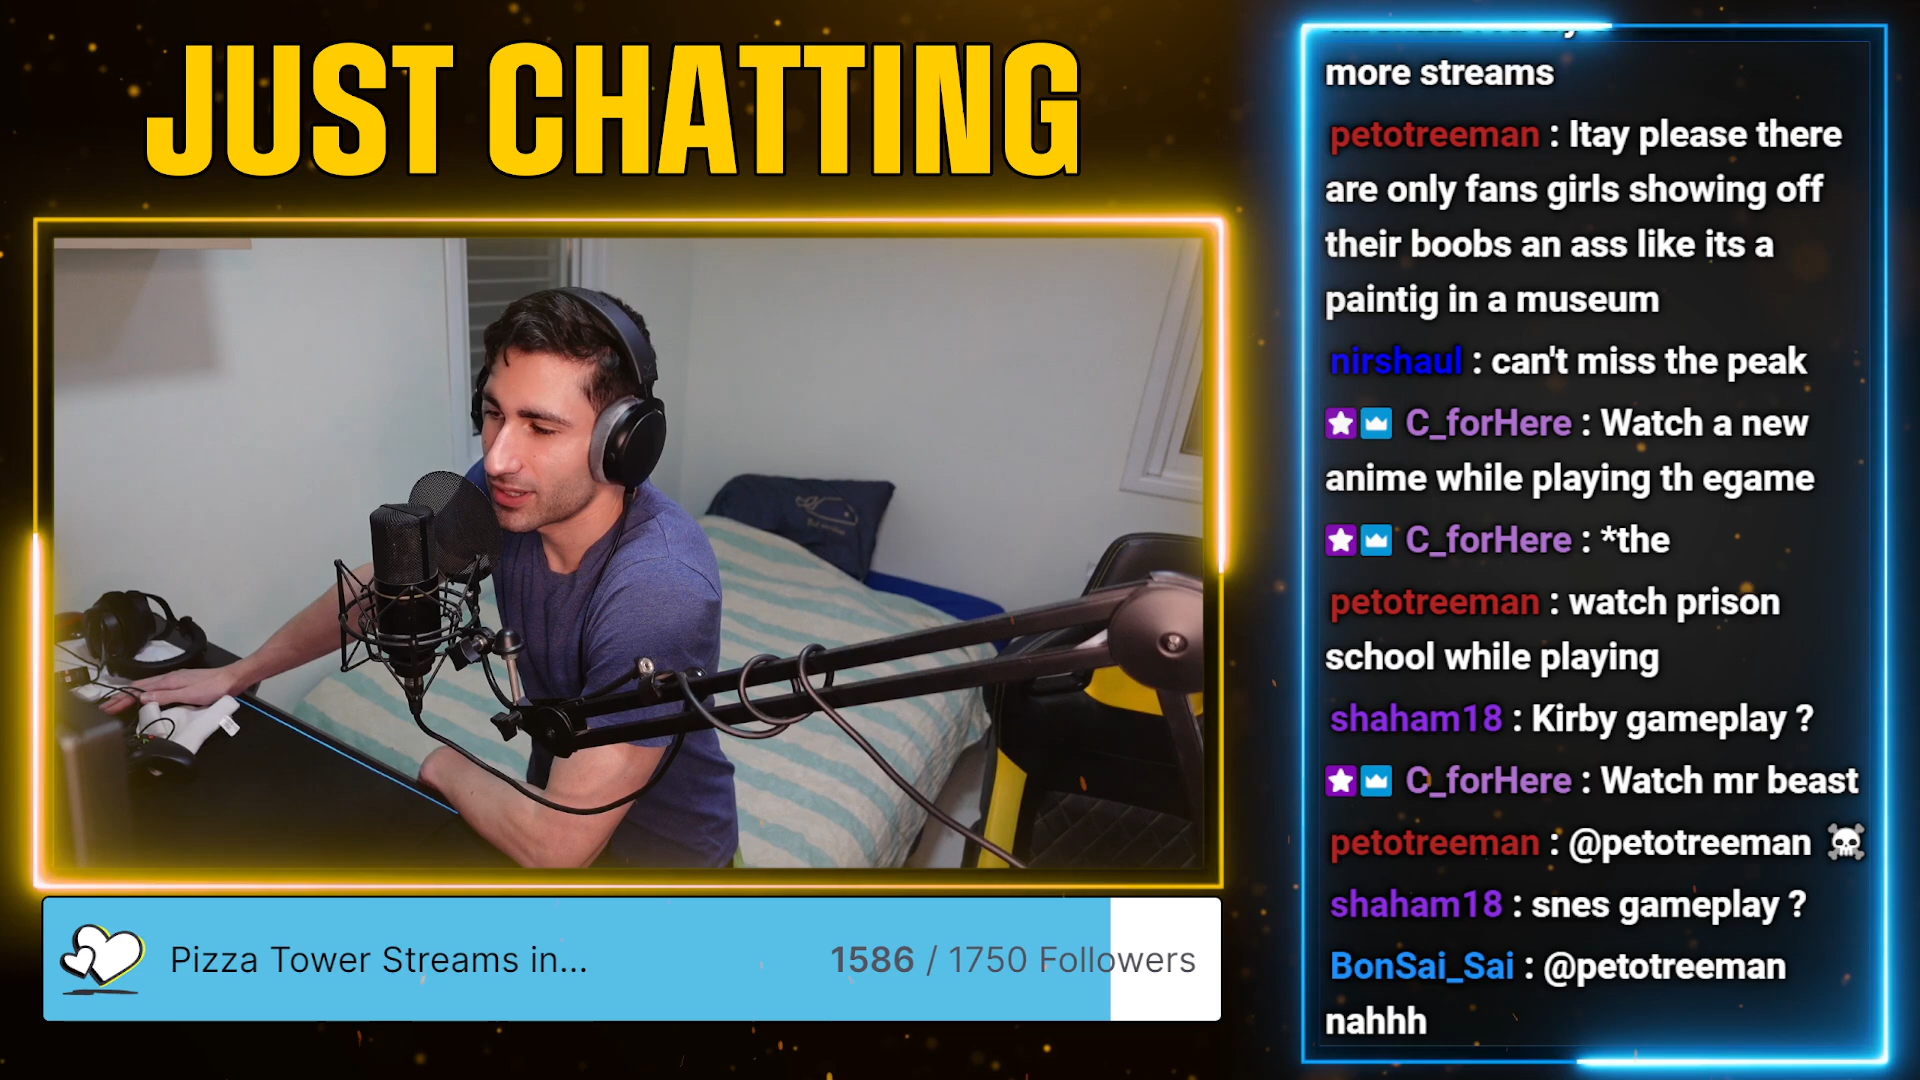 JUST CHATTING
Pizza Tower Streams in...
1586 / 1750 Followers
more streams
petotreeman : Itay please there
are only fans girls showing off
their boobs an ass like its a
paintig in a museum
nirshaul : can't miss the peak
C_forHere : Watch a new
anime while playing th egame
C_forHere : *the
petotreeman : watch prison
school while playing
shaham18 : Kirby gameplay ?
C_forHere : Watch mr beast
petotreeman : @petotreeman ☠️
shaham18 : snes gameplay ?
BonSai_Sai : @petotreeman
nahhh